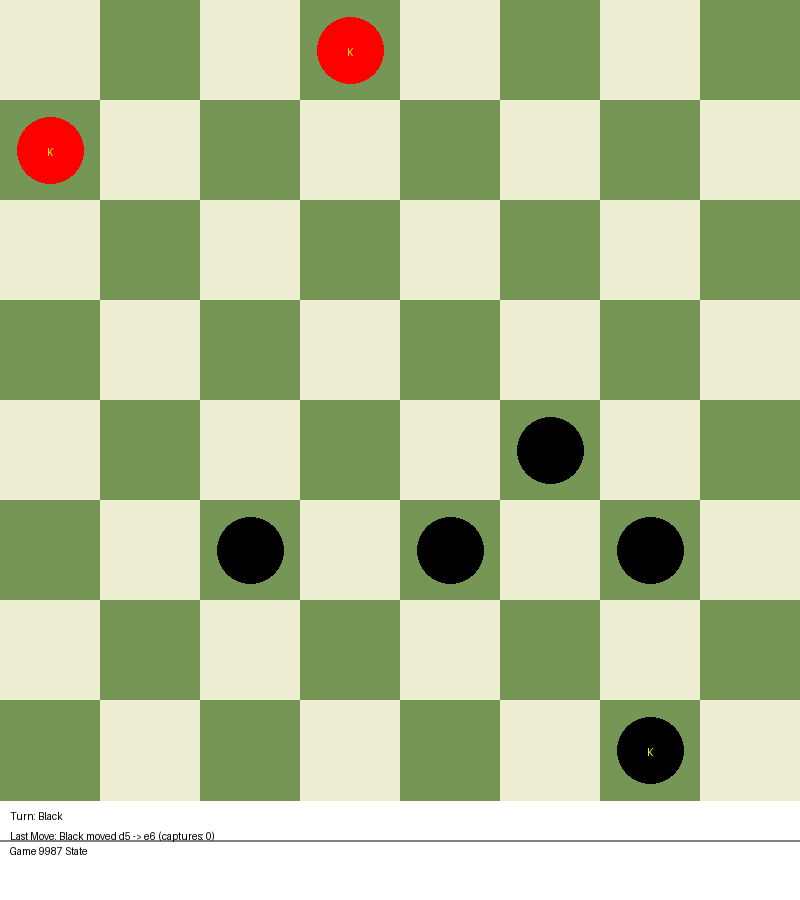 K
K
K
Turn: Black
Last Move: Black moved d5 -> e6 (captures: 0)
Game 9987 State